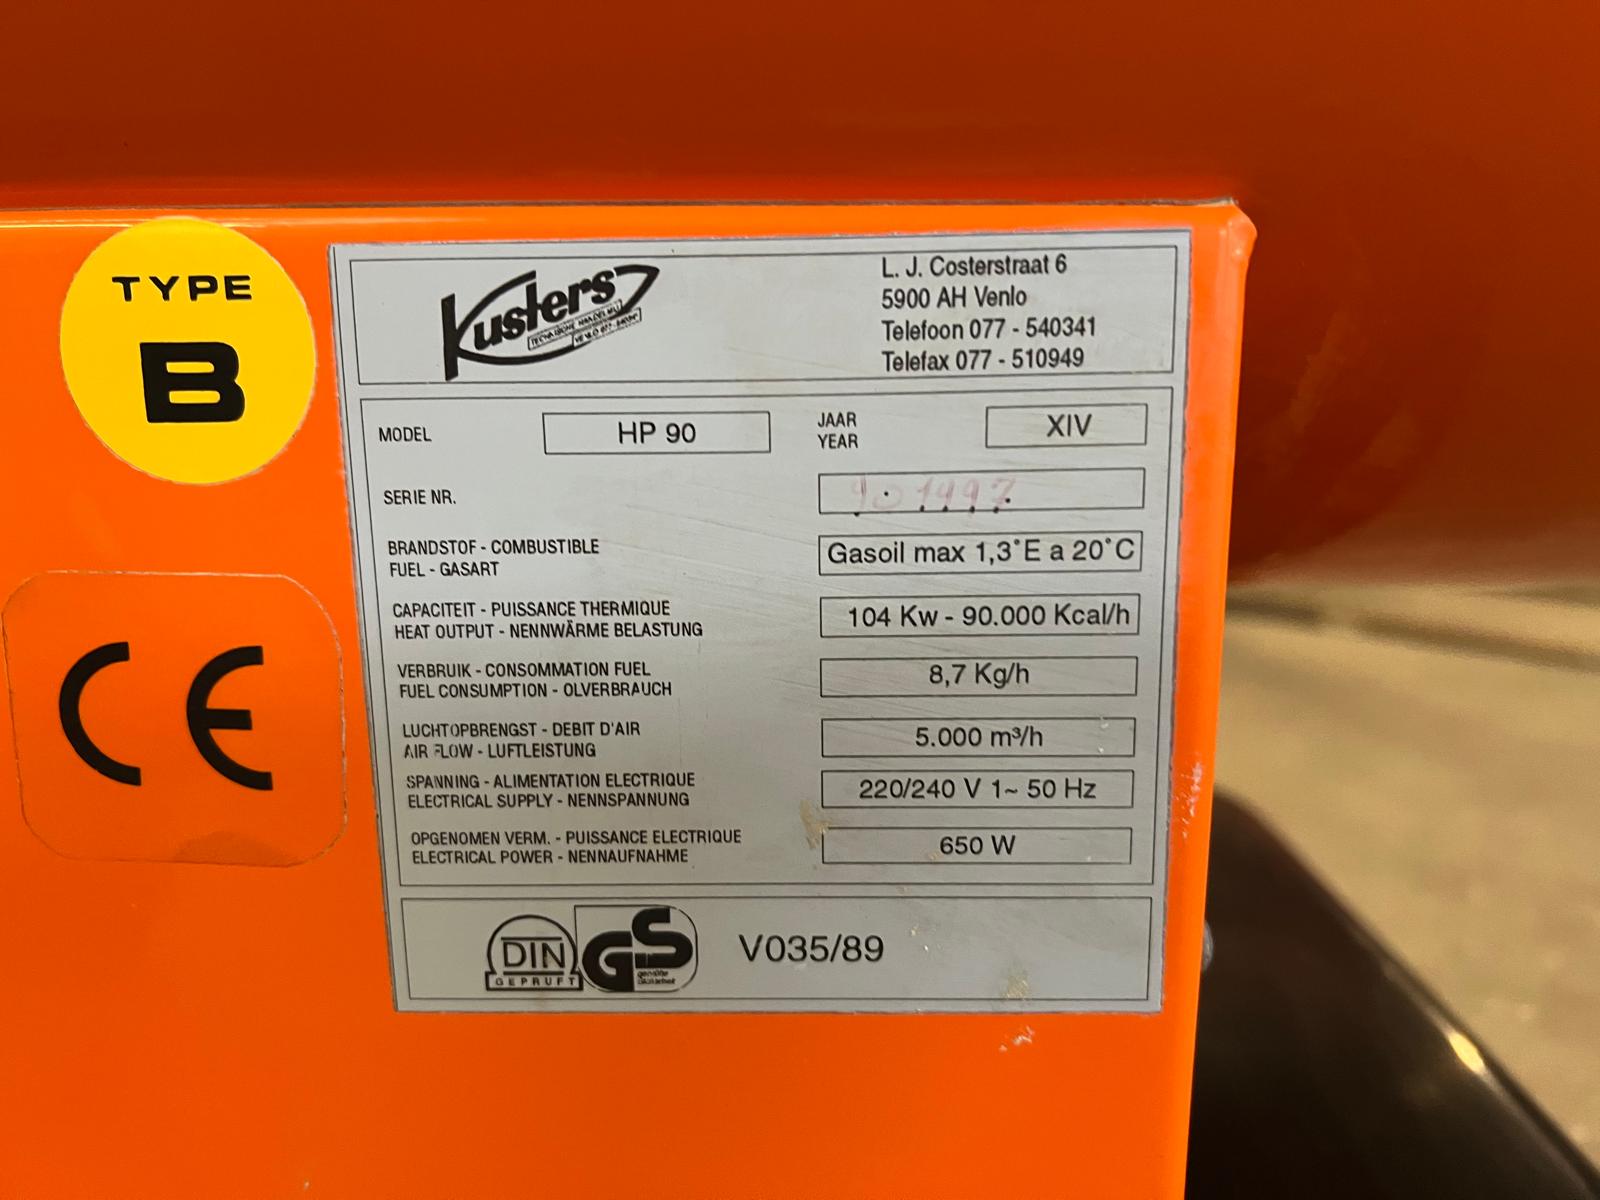 TYPE
B
CE
Kusters
L. J. Costerstraat 6
5900 AH Venlo
Telefoon 077 - 540341
Telefax 077 - 510949
MODEL
HP 90
JAAR
YEAR
XIV
SERIE NR.
BRANDSTOF - COMBUSTIBLE
FUEL - GASART
Gasoil max 1,3°E a 20°C
CAPACITEIT - PUISSANCE THERMIQUE
HEAT OUTPUT - NENNWÄRME BELASTUNG
104 Kw - 90.000 Kcal/h
VERBRUIK - CONSOMMATION FUEL
FUEL CONSUMPTION - OLVERBRAUCH
8,7 Kg/h
LUCHTOPBRENGST - DEBIT D'AIR
AIR FLOW - LUFTLEISTUNG
5.000 m³/h
SPANNING - ALIMENTATION ELECTRIQUE
ELECTRICAL SUPPLY - NENNSPANNUNG
220/240 V 1~ 50 Hz
OPGENOMEN VERM. - PUISSANCE ELECTRIQUE
ELECTRICAL POWER - NENNAUFNAHME
650 W
DIN
GEPRUFT
GS
V035/89